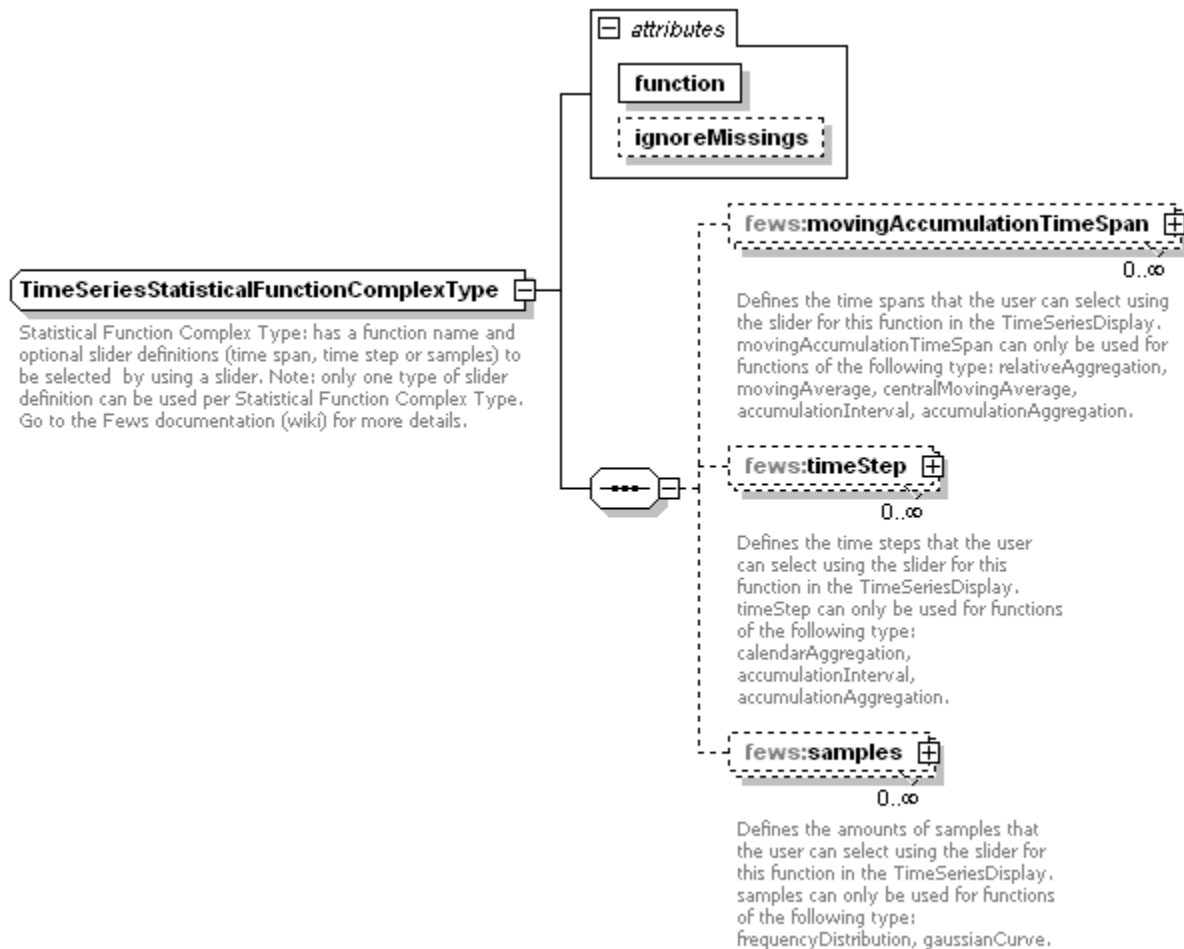 attributes
function
ignoreMissings
fews:movingAccumulationTimeSpan
0..∞
Defines the time spans that the user can select using
the slider for this function in the TimeSeriesDisplay.
movingAccumulationTimeSpan can only be used for
functions of the following type: relativeAggregation,
movingAverage, centralMovingAverage,
accumulationInterval, accumulationAggregation.
TimeSeriesStatisticalFunctionComplexType
Statistical Function Complex Type: has a function name and
optional slider definitions (time span, time step or samples) to
be selected by using a slider. Note: only one type of slider
definition can be used per Statistical Function Complex Type.
Go to the Fews documentation (wiki) for more details.
fews:timeStep
0..∞
Defines the time steps that the user
can select using the slider for this
function in the TimeSeriesDisplay.
timeStep can only be used for functions
of the following type:
calendarAggregation,
accumulationInterval,
accumulationAggregation.
fews:samples
0..∞
Defines the amounts of samples that
the user can select using the slider for
this function in the TimeSeriesDisplay.
samples can only be used for functions
of the following type:
frequencyDistribution, gaussianCurve.